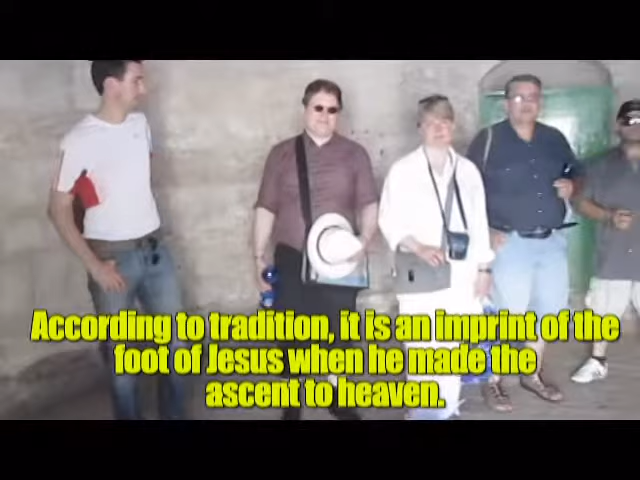 According to tradition, it is an imprint of the
foot of Jesus when he made the
ascent to heaven.